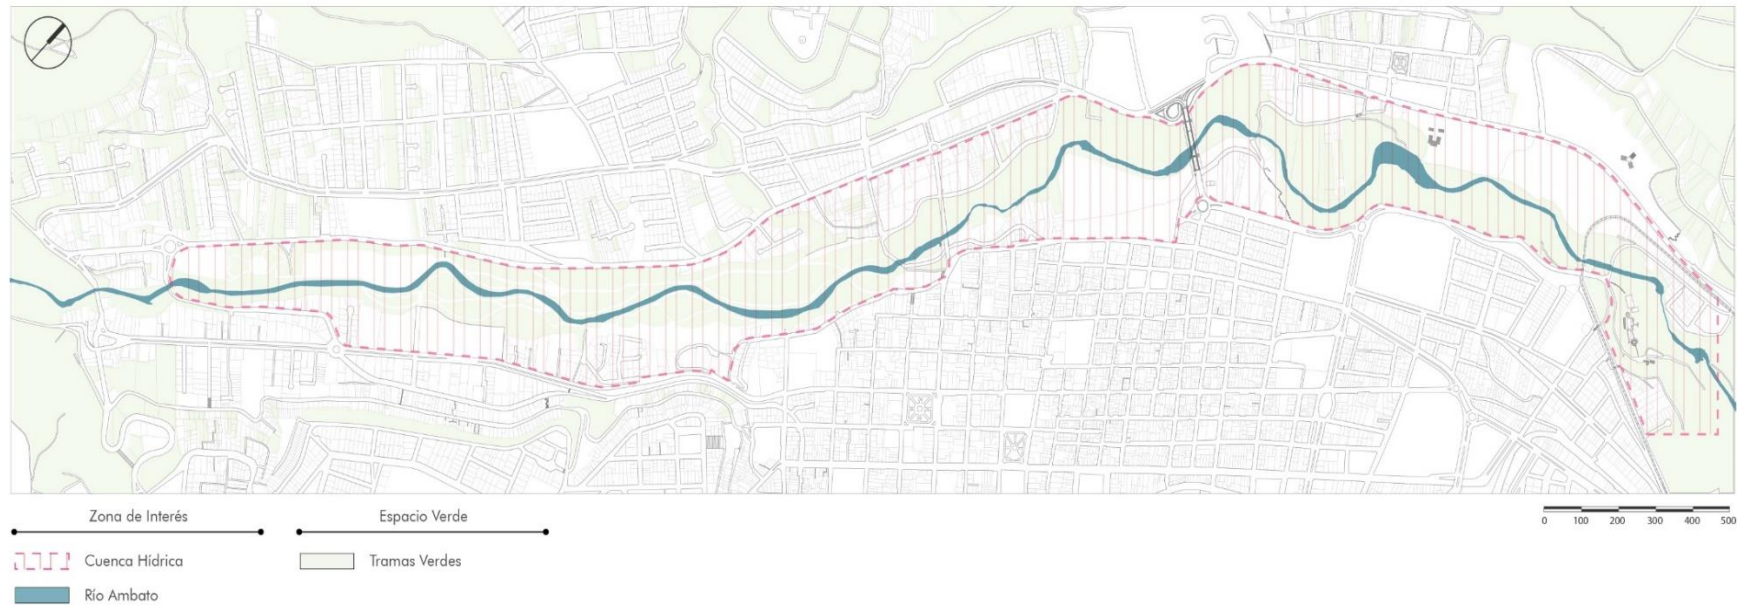 Zona de Interés
Espacio Verde
Cuenca Hídrica
Tramas Verdes
Río Ambato
0 100 200 300 400 500